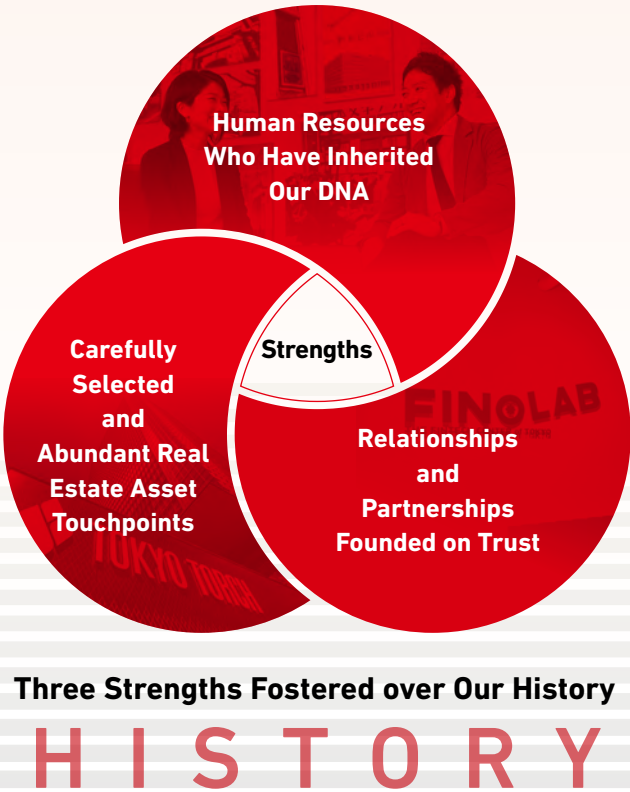 Human Resources
Who Have Inherited
Our DNA
Strengths
Carefully
Selected
and
Abundant Real
Estate Asset
Touchpoints
FINOLAB
Relationships
and
Partnerships
Founded on Trust
TOKYO TORCH
Three Strengths Fostered over Our History
HISTORY